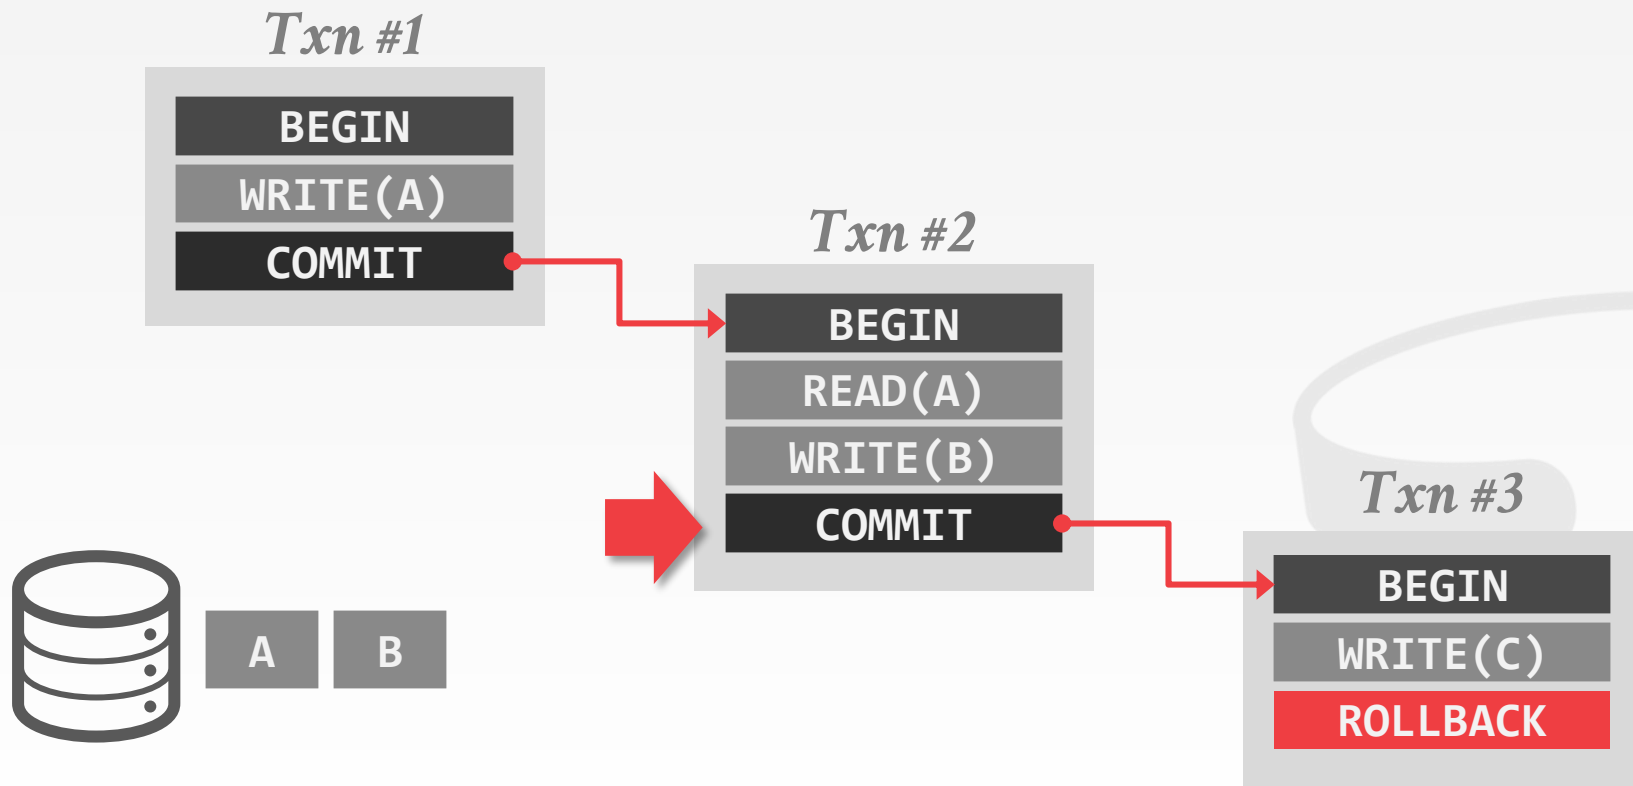 Txn #1
BEGIN
WRITE(A)
COMMIT
Txn #2
BEGIN
READ(A)
WRITE(B)
COMMIT
Txn #3
BEGIN
WRITE(C)
ROLLBACK
A B